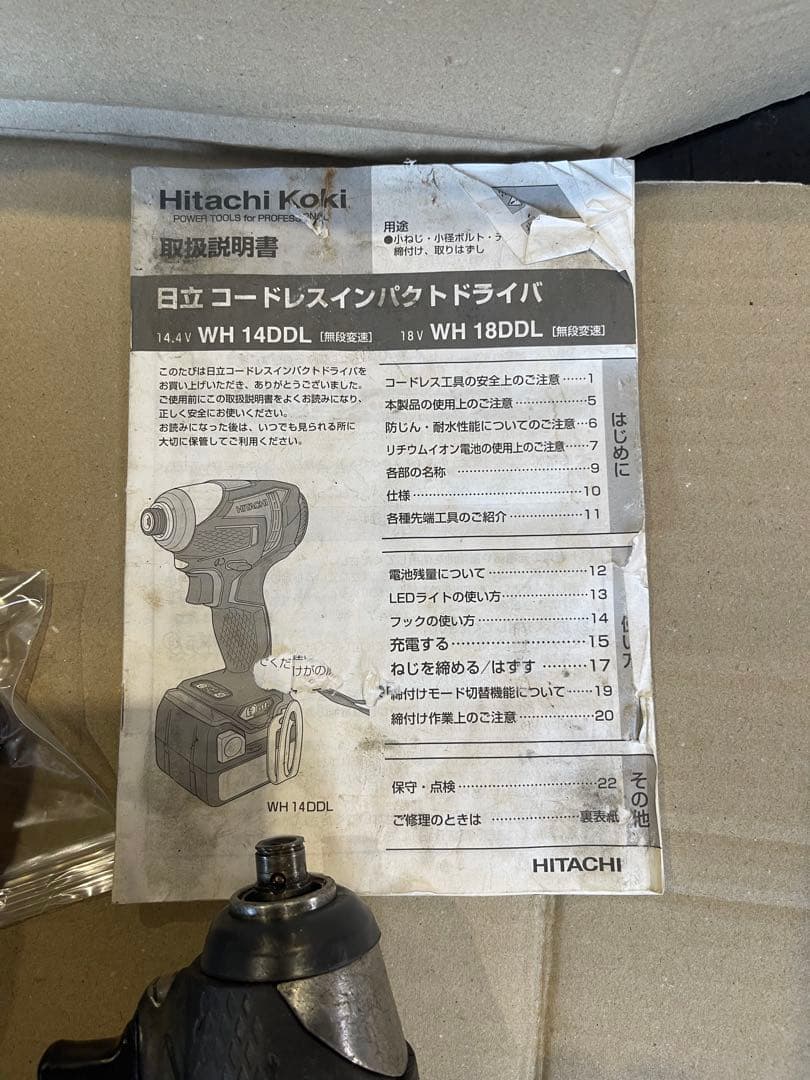 Hitachi Koki
POWER TOOLS for PROFESSIONAL
取扱説明書
用途
●小ねじ・小径ボルト・テ
締付け、取りはずし
日立 コードレスインパクトドライバ
14.4V WH 14DDL [無段変速] 18V WH 18DDL [無段変速]
このたびは日立コードレスインパクトドライバを
お買い上げいただき、ありがとうございました。
ご使用前にこの取扱説明書をよくお読みになり、
正しく安全にお使いください。
お読みになった後は、いつでも見られる所に
大切に保管してご利用ください。
HITACHI
WH 14DDL
はじめに
コードレス工具の安全上のご注意……1
本製品の使用上のご注意……………5
防じん・耐水性能についてのご注意…6
リチウムイオン電池の使用上のご注意……7
各部の名称 ……………………9
仕様………………………………10
各種先端工具のご紹介……………11
使い方
電池残量について …………………12
LEDライトの使い方………………13
フックの使い方 ……………………14
充電する……………………………15
ねじを締める/はずす ………17
締付けモード切替機能について……19
締付け作業上のご注意 ……………20
その他
保守・点検…………………………22
ご修理のときは ………………裏表紙
HITACHI